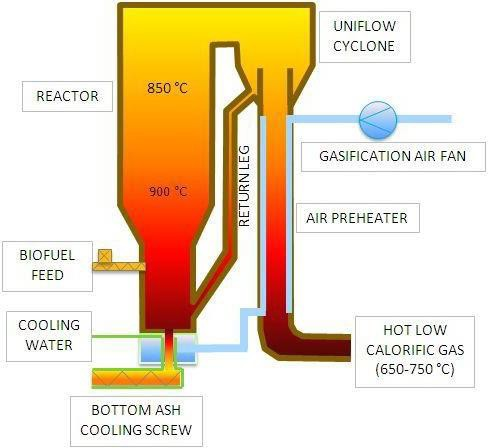 UNIFLOW
CYCLONE
850 °C
REACTOR
GASIFICATION AIR FAN
RETURN LEG
900 °C
AIR PREHEATER
BIOFUEL
FEED
COOLING
WATER
HOT LOW
CALORIFIC GAS
(650-750 °C)
BOTTOM ASH
COOLING SCREW